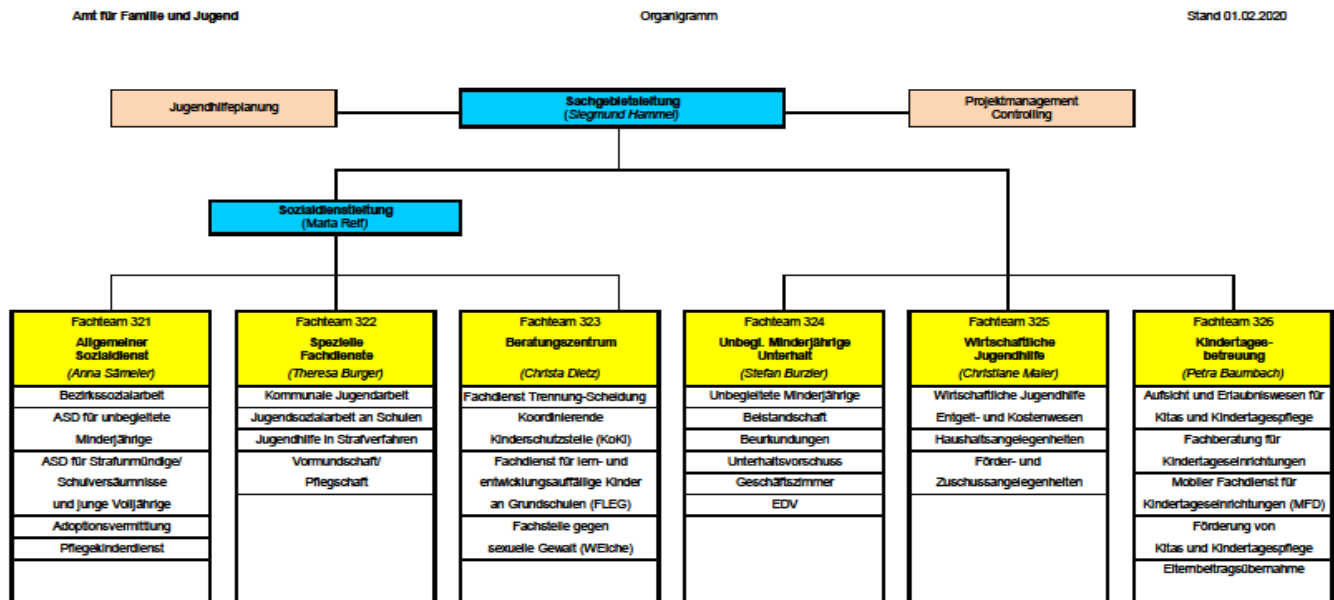 Amt für Familie und Jugend
Organigramm
Stand 01.02.2020
Jugendhilfeplanung
Sachgebietsleitung
(Siegmund Hammel)
Projektmanagement
Controlling
Sozialdienstleitung
(Maria Reif)
Fachteam 321
Allgemeiner
Sozialdienst
(Anna Sämeier)
Bezirkssozialarbeit
ASD für unbegleitete
Minderjährige
ASD für Strafunmündige/
Schulversäumnisse
und junge Volljährige
Adoptionsvermittlung
Pflegekinderdienst
Fachteam 322
Spezielle
Fachdienste
(Theresa Burger)
Kommunale Jugendarbeit
Jugendsozialarbeit an Schulen
Jugendhilfe in Strafverfahren
Vormundschaft/
Pflegschaft
Fachteam 323
Beratungszentrum
(Christa Dietz)
Fachdienst Trennung-Scheidung
Koordinierende
Kinderschutzstelle (KoKi)
Fachdienst für lern- und
entwicklungsauffällige Kinder
an Grundschulen (FLEG)
Fachstelle gegen
sexuelle Gewalt (WEIche)
Fachteam 324
Unbegl. Minderjährige
Unterhalt
(Stefan Burzler)
Unbegleitete Minderjährige
Beistandschaft
Beurkundungen
Unterhaltsvorschuss
Geschäftszimmer
EDV
Fachteam 325
Wirtschaftliche
Jugendhilfe
(Christiane Maier)
Wirtschaftliche Jugendhilfe
Entgelt- und Kostenwesen
Haushaltsangelegenheiten
Förder- und
Zuschussangelegenheiten
Fachteam 326
Kindertages-
betreuung
(Petra Baumbach)
Aufsicht und Erlaubniswesen für
Kitas und Kindertagespflege
Fachberatung für
Kindertageseinrichtungen
Mobiler Fachdienst für
Kindertageseinrichtungen (MFD)
Förderung von
Kitas und Kindertagespflege
Elternbeitragsübernahme